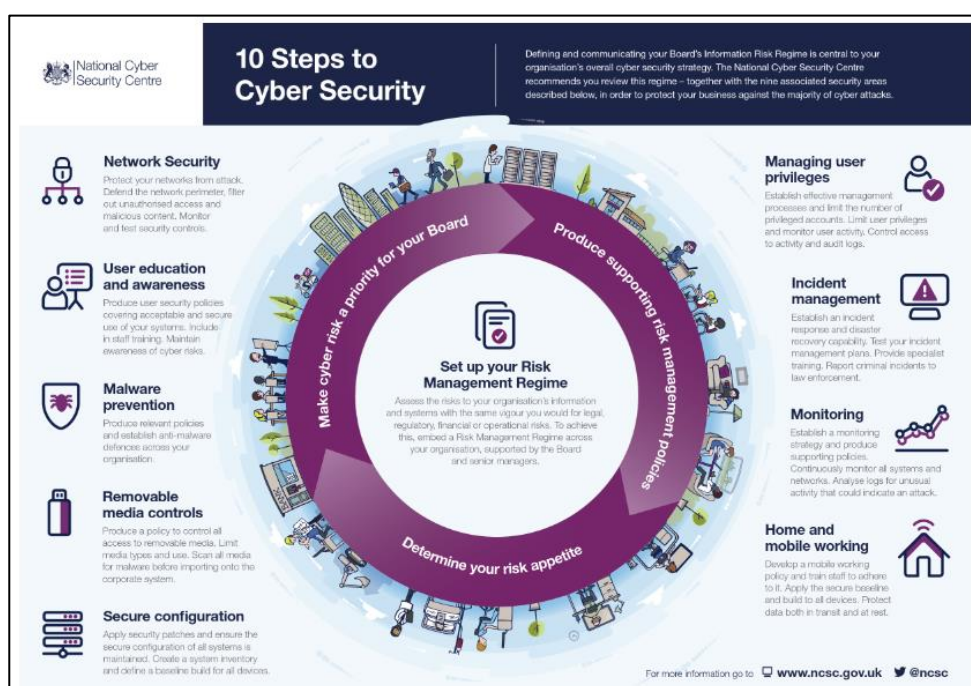 National Cyber
Security Centre
10 Steps to
Cyber Security
Defining and communicating your Board's Information Risk Regime is central to your
organisation's overall cyber security strategy. The National Cyber Security Centre
recommends you review this regime – together with the nine associated security areas
described below, in order to protect your business against the majority of cyber attacks.
Network Security
Protect your networks from attack.
Defend the network perimeter, filter
out unauthorised access and
malicious content. Monitor
and test security controls.
User education
and awareness
Produce user security policies
covering acceptable and secure
use of your systems. Include
in staff training. Maintain
awareness of cyber risks.
Malware
prevention
Produce relevant policies
and establish anti-malware
defences across your
organisation.
Removable
media controls
Produce a policy to control all
access to removable media. Limit
media types and use. Scan all media
for malware before importing onto the
corporate system.
Secure configuration
Apply security patches and ensure the
secure configuration of all systems is
maintained. Create a system inventory
and define a baseline build for all devices.
Make cyber risk a priority for your Board
Produce supporting risk management policies
Determine your risk appetite
Set up your Risk
Management Regime
Assess the risks to your organisation's information
and systems with the same vigour you would for legal,
regulatory, financial or operational risks. To achieve
this, embed a Risk Management Regime across
your organisation, supported by the Board
and senior managers.
Managing user
privileges
Establish effective management
processes and limit the number of
privileged accounts. Limit user privileges
and monitor user activity. Control access
to activity and audit logs.
Incident
management
Establish an incident
response and disaster
recovery capability. Test your incident
management plans. Provide specialist
training. Report criminal incidents to
law enforcement.
Monitoring
Establish a monitoring
strategy and produce
supporting policies.
Continuously monitor all systems and
networks. Analyse logs for unusual
activity that could indicate an attack.
Home and
mobile working
Develop a mobile working
policy and train staff to adhere
to it. Apply the secure baseline
and build to all devices. Protect
data both in transit and at rest.
For more information go to www.ncsc.gov.uk @ncsc